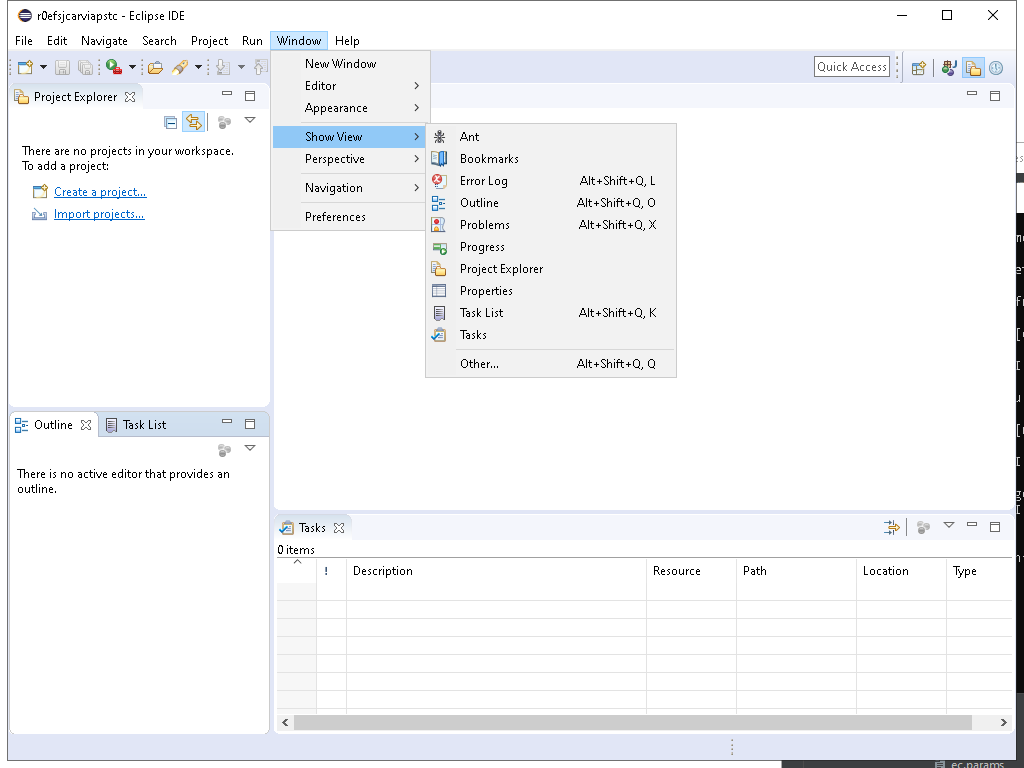 r0efsjcarviapstc - Eclipse IDE
File Edit Navigate Search Project Run Window Help
Quick Access
New Window
Editor
Appearance
Show View
Perspective
Navigation
Preferences
Ant
Bookmarks
Error Log Alt+Shift+Q, L
Outline Alt+Shift+Q, O
Problems Alt+Shift+Q, X
Progress
Project Explorer
Properties
Task List Alt+Shift+Q, K
Tasks
Other... Alt+Shift+Q, Q
Project Explorer
There are no projects in your workspace.
To add a project:
Create a project...
Import projects...
Outline Task List
There is no active editor that provides an
outline.
Tasks
0 items
! Description Resource Path Location Type
ec.params